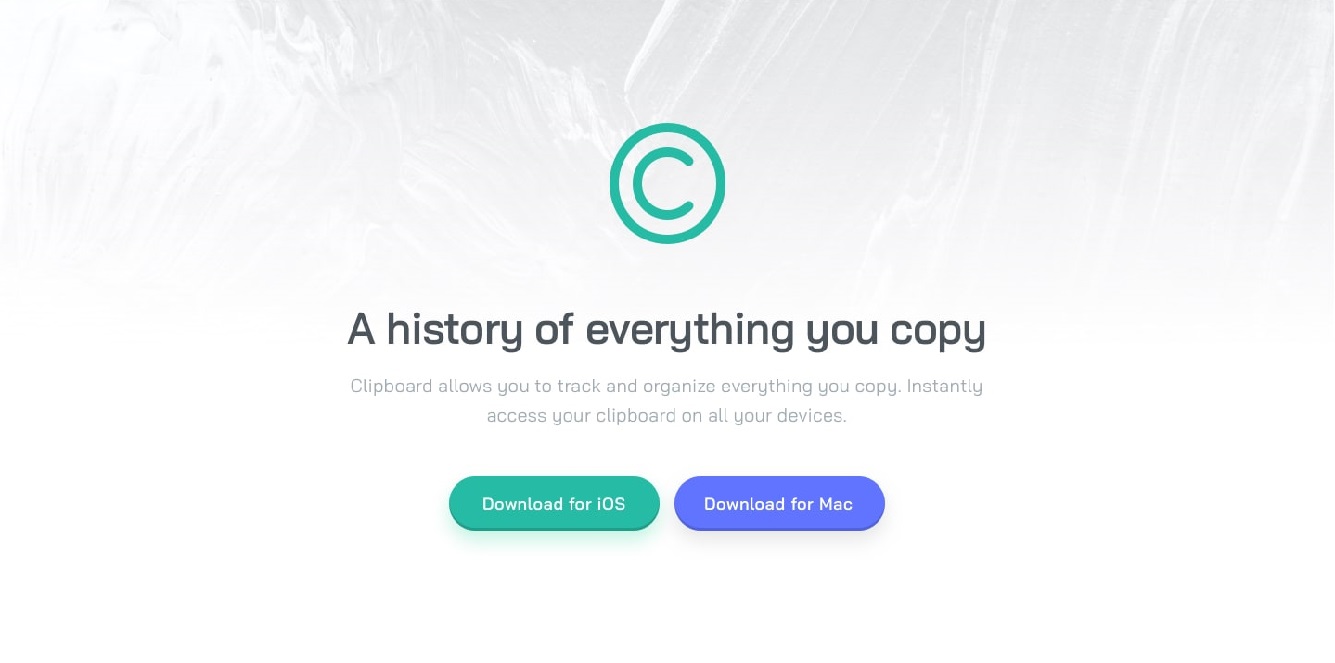 A history of everything you copy
Clipboard allows you to track and organize everything you copy. Instantly
access your clipboard on all your devices.
Download for iOS
Download for Mac